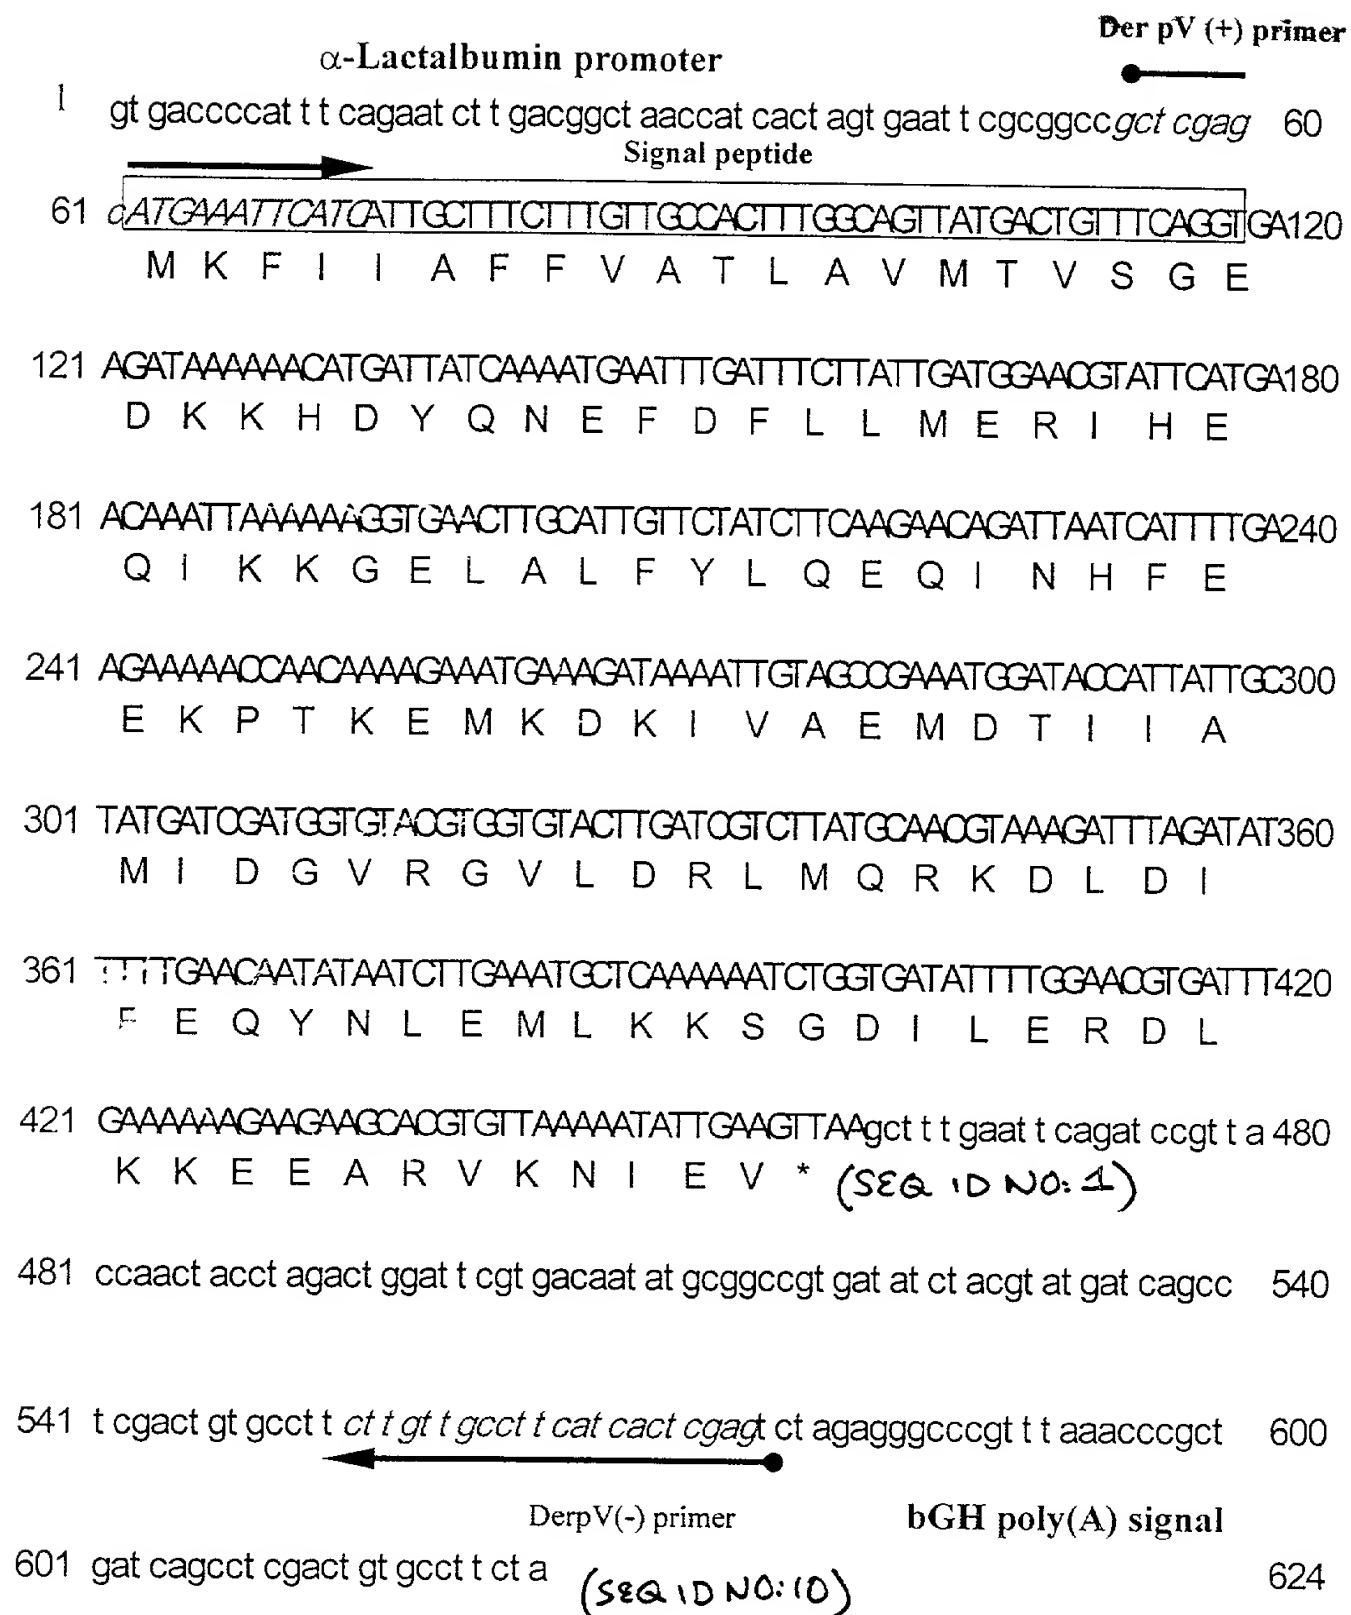 Der pV (+) primer
α-Lactalbumin promoter
1 gt gaccccat t t cagaat ct t gacggct aaccat cact agt gaat t cgcggccgct cgag 60
Signal peptide
61 cATGAAATTCATCATTGCTTTCTTTGTTGCCACTTTGGCAGTTATGACTGTTTCAGGTGA120
M K F I I A F F V A T L A V M T V S G E
121 AGATAAAAAACATGATTATCAAAATGAATTTGATTTCTTATTGATGGAACGTATTCATGA180
D K K H D Y Q N E F D F L L M E R I H E
181 ACAAATTAAAAAAGGTGAACTTGCATTGTTCTATCTTCAAGAACAGATTAATCATTTTGA240
Q I K K G E L A L F Y L Q E Q I N H F E
241 AGAAAAACCAACAAAAGAAATGAAAGATAAAATTGTAGCCGAAATGGATACCATTATTGC300
E K P T K E M K D K I V A E M D T I I A
301 TATGATCGATGGTGTACGTGGTGTACTTGATCGTCTTATGCAACGTAAAGATTTAGATAT360
M I D G V R G V L D R L M Q R K D L D I
361 TTTTGAACAATATAATCTTGAAATGCTCAAAAAATCTGGTGATATTTTGGAACGTGATTT420
F E Q Y N L E M L K K S G D I L E R D L
421 GAAAAAAGAAGAAGCACGTGTTAAAAATATTGAAGTTAAgct t t gaat t cagat ccgt t a 480
K K E E A R V K N I E V * (SEQ ID NO: 1)
481 ccaact acct agact ggat t cgt gacaat at gcggccgt gat at ct acgt at gat cagcc 540
541 t cgact gt gcct t ct t gt t gcct t cat cact cgagt ct agagggcccgt t t aaacccgct 600
DerpV(-) primer bGH poly(A) signal
601 gat cagcct cgact gt gcct t ct a (SEQ ID NO: 10) 624